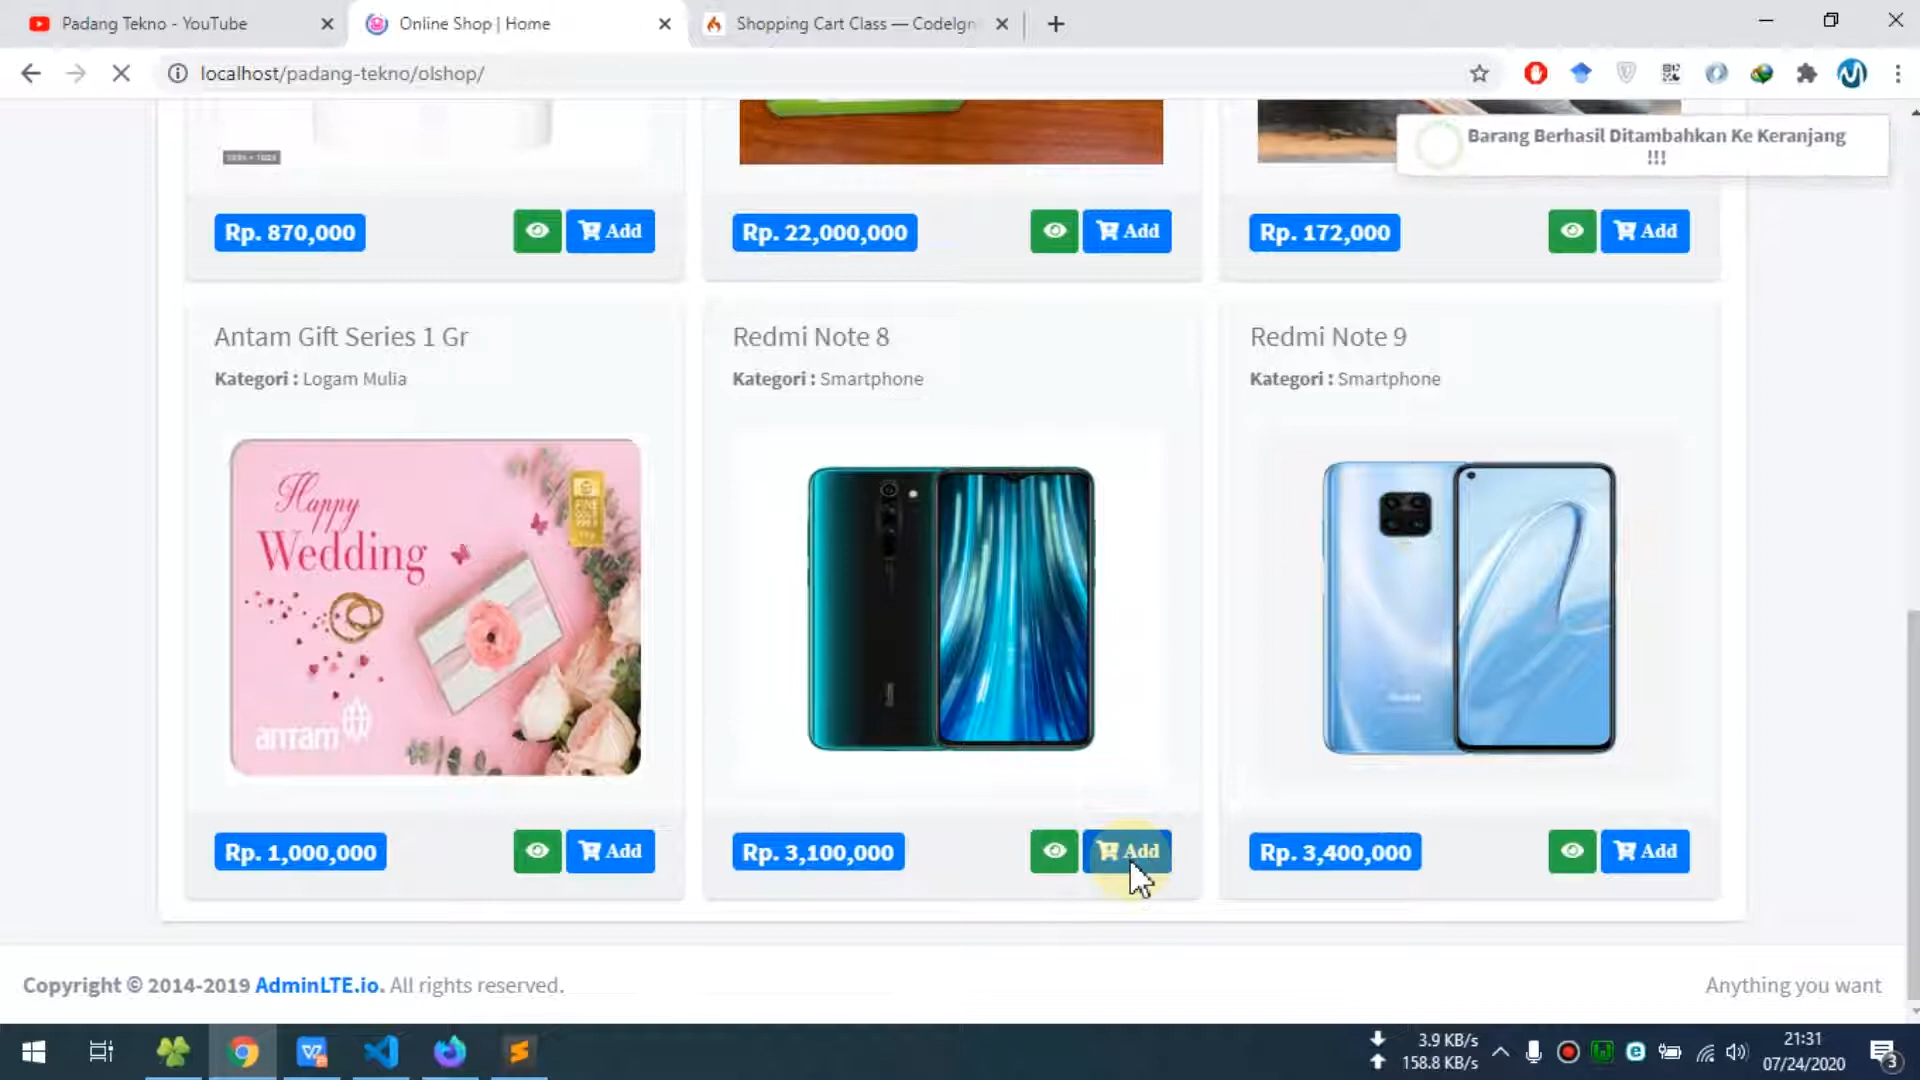 Padang Tekno - YouTube
Online Shop | Home
Shopping Cart Class — CodeIgn
localhost/padang-tekno/olshop/
Barang Berhasil Ditambahkan Ke Keranjang
!!!
Rp. 870,000
Add
Rp. 22,000,000
Add
Rp. 172,000
Add
Antam Gift Series 1 Gr
Kategori : Logam Mulia
Redmi Note 8
Kategori : Smartphone
Redmi Note 9
Kategori : Smartphone
Happy
Wedding
FINE
GOLD
antam
Redmi
Rp. 1,000,000
Add
Rp. 3,100,000
Add
Rp. 3,400,000
Add
Copyright © 2014-2019 AdminLTE.io. All rights reserved.
Anything you want
3.9 KB/s
158.8 KB/s
21:31
07/24/2020
3